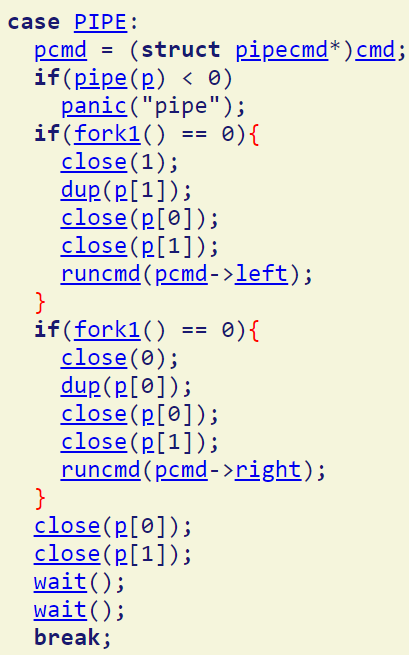 case PIPE:
  pcmd = (struct pipecmd*)cmd;
  if(pipe(p) < 0)
    panic("pipe");
  if(fork1() == 0){
    close(1);
    dup(p[1]);
    close(p[0]);
    close(p[1]);
    runcmd(pcmd->left);
  }
  if(fork1() == 0){
    close(0);
    dup(p[0]);
    close(p[0]);
    close(p[1]);
    runcmd(pcmd->right);
  }
  close(p[0]);
  close(p[1]);
  wait();
  wait();
  break;